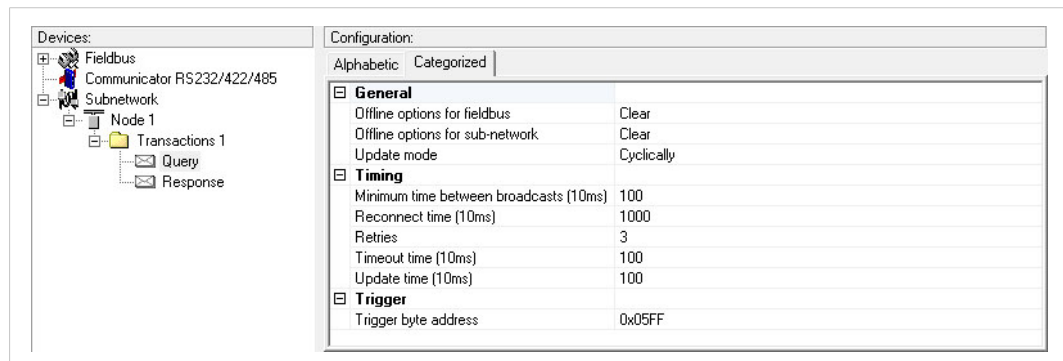 Devices:
Fieldbus
Communicator RS232/422/485
Subnetwork
Node 1
Transactions 1
Query
Response
Configuration:
Alphabetic Categorized
General
Offline options for fieldbus Clear
Offline options for sub-network Clear
Update mode Cyclically
Timing
Minimum time between broadcasts (10ms) 100
Reconnect time (10ms) 1000
Retries 3
Timeout time (10ms) 100
Update time (10ms) 100
Trigger
Trigger byte address 0x05FF